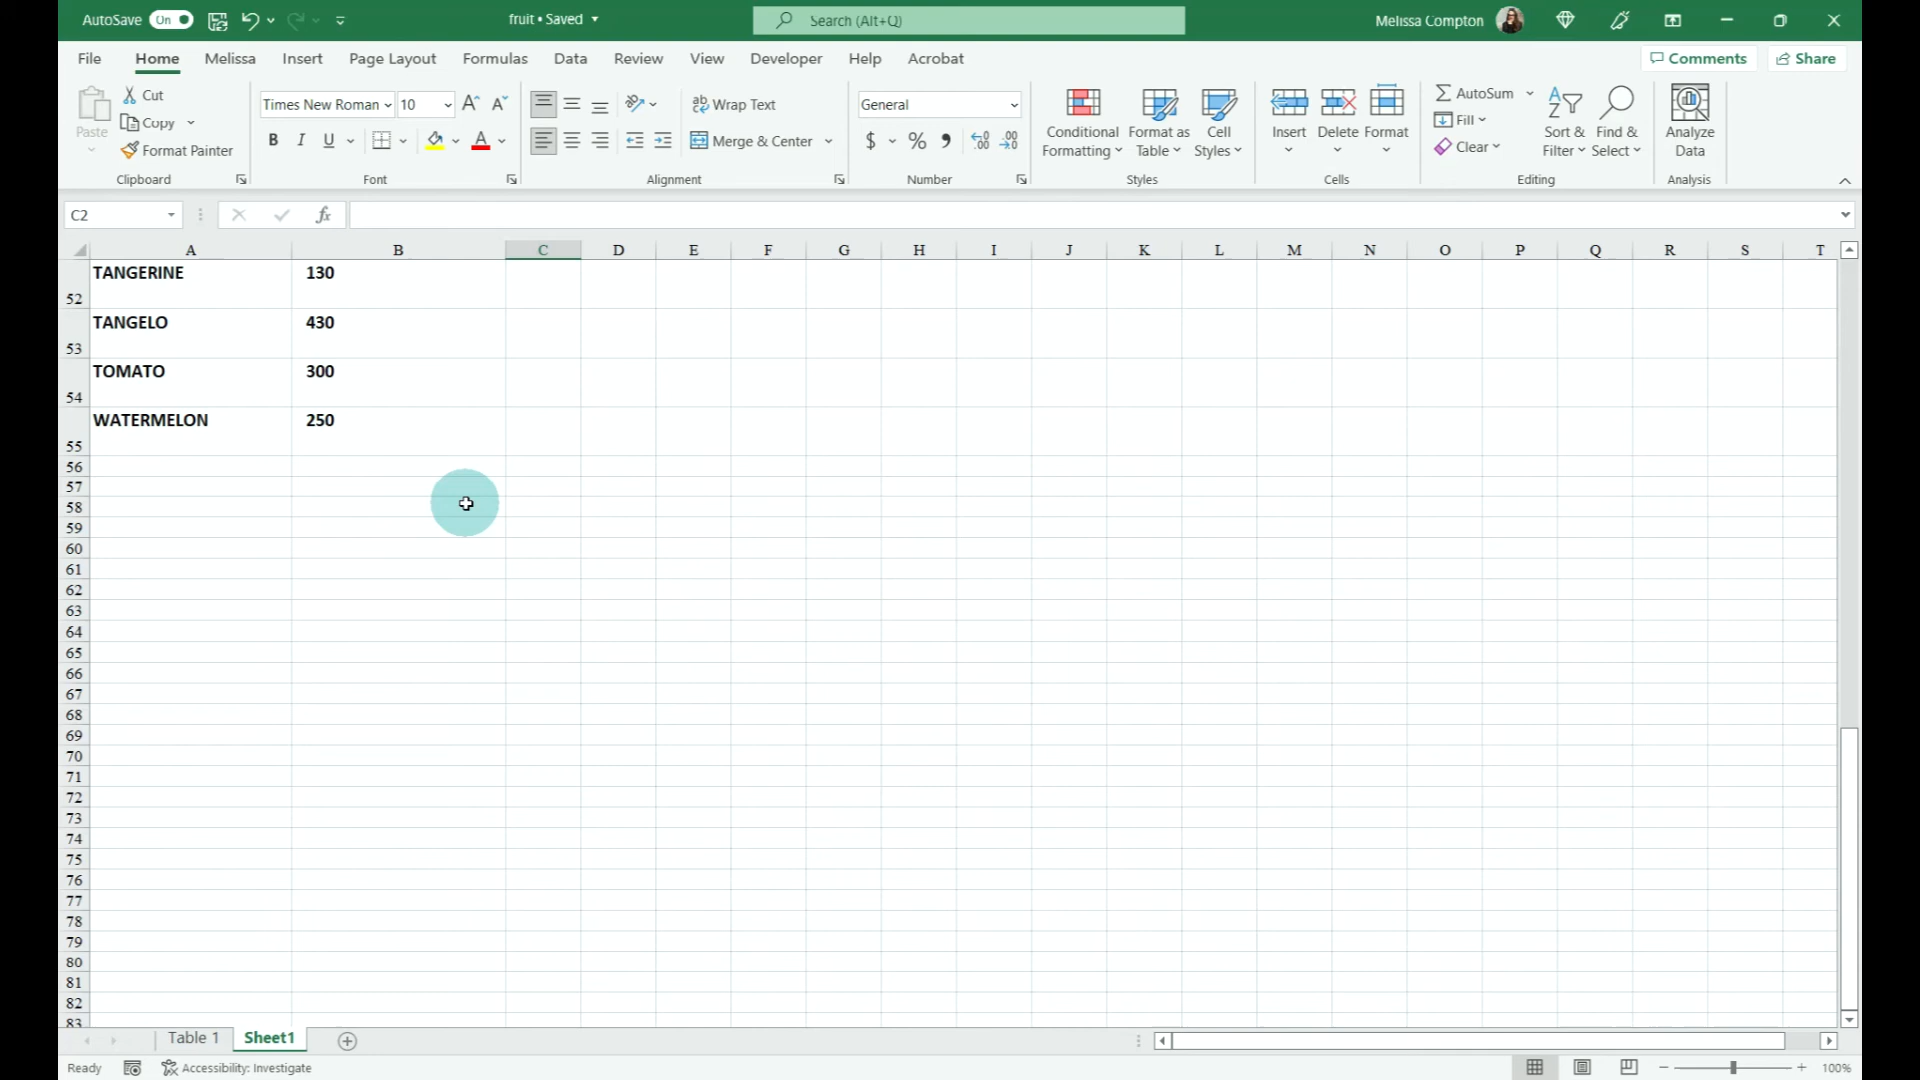 AutoSave On fruit • Saved Search (Alt+Q) Melissa Compton
File Home Melissa Insert Page Layout Formulas Data Review View Developer Help Acrobat Comments Share
Paste
Cut
Copy
Format Painter
Clipboard
Times New Roman 10
B I U A
Font
Wrap Text
Merge & Center
Alignment
General
$ % 9
Number
Conditional Formatting
Format as Table
Cell Styles
Styles
Insert Delete Format
Cells
AutoSum
Fill
Clear
Sort & Filter
Find & Select
Editing
Analyze Data
Analysis
C2 fx
A B C D E F G H I J K L M N O P Q R S T
52 TANGERINE 130
53 TANGELO 430
54 TOMATO 300
55 WATERMELON 250
56
57
58
59
60
61
62
63
64
65
66
67
68
69
70
71
72
73
74
75
76
77
78
79
80
81
82
83
Table 1 Sheet1
Ready Accessibility: Investigate 100%